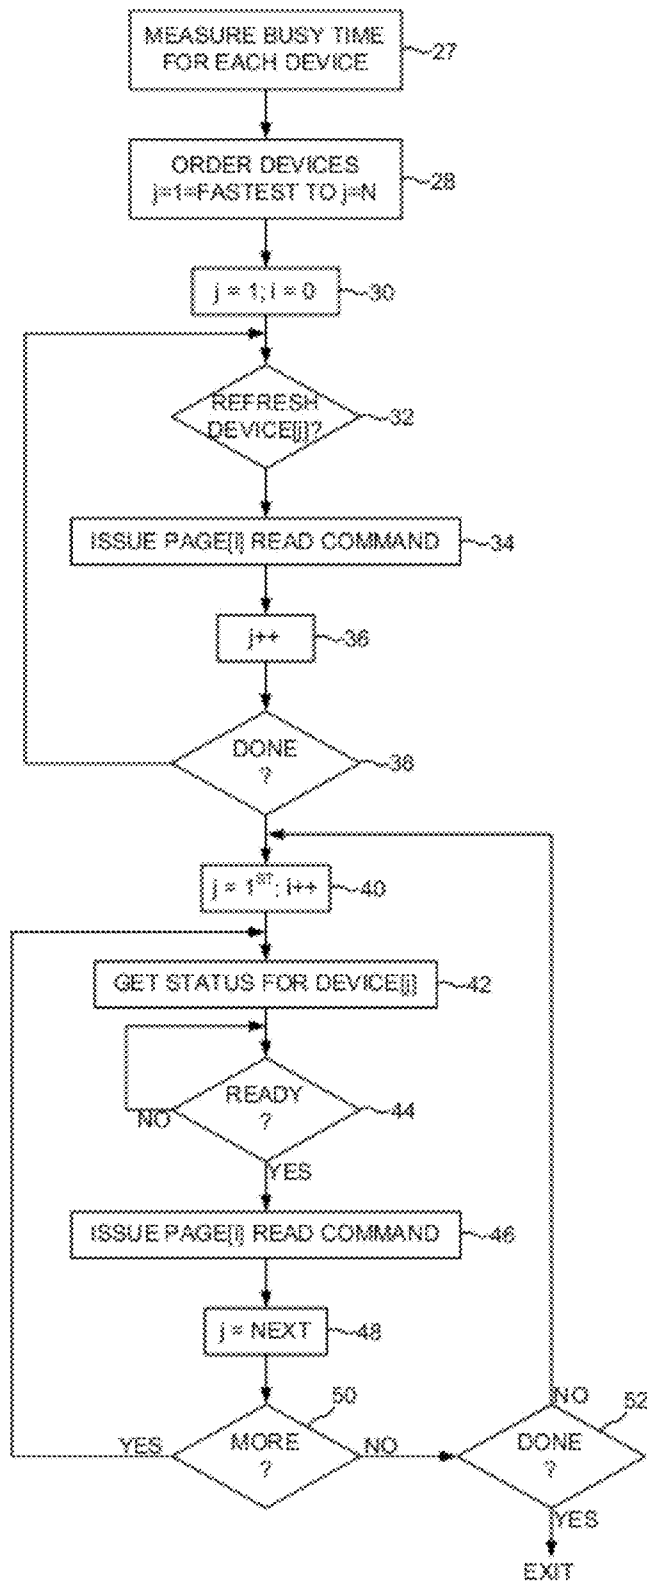 MEASURE BUSY TIME
FOR EACH DEVICE
27
ORDER DEVICES
j=1=FASTEST TO j=N
28
j = 1; i = 0
30
REFRESH
DEVICE[j]?
32
ISSUE PAGE[i] READ COMMAND
34
j++
36
DONE
?
38
j = 1ST; i++
40
GET STATUS FOR DEVICE[j]
42
READY
?
44
NO
YES
ISSUE PAGE[i] READ COMMAND
46
j = NEXT
48
50
NO
52
YES
MORE
?
NO
DONE
?
YES
EXIT